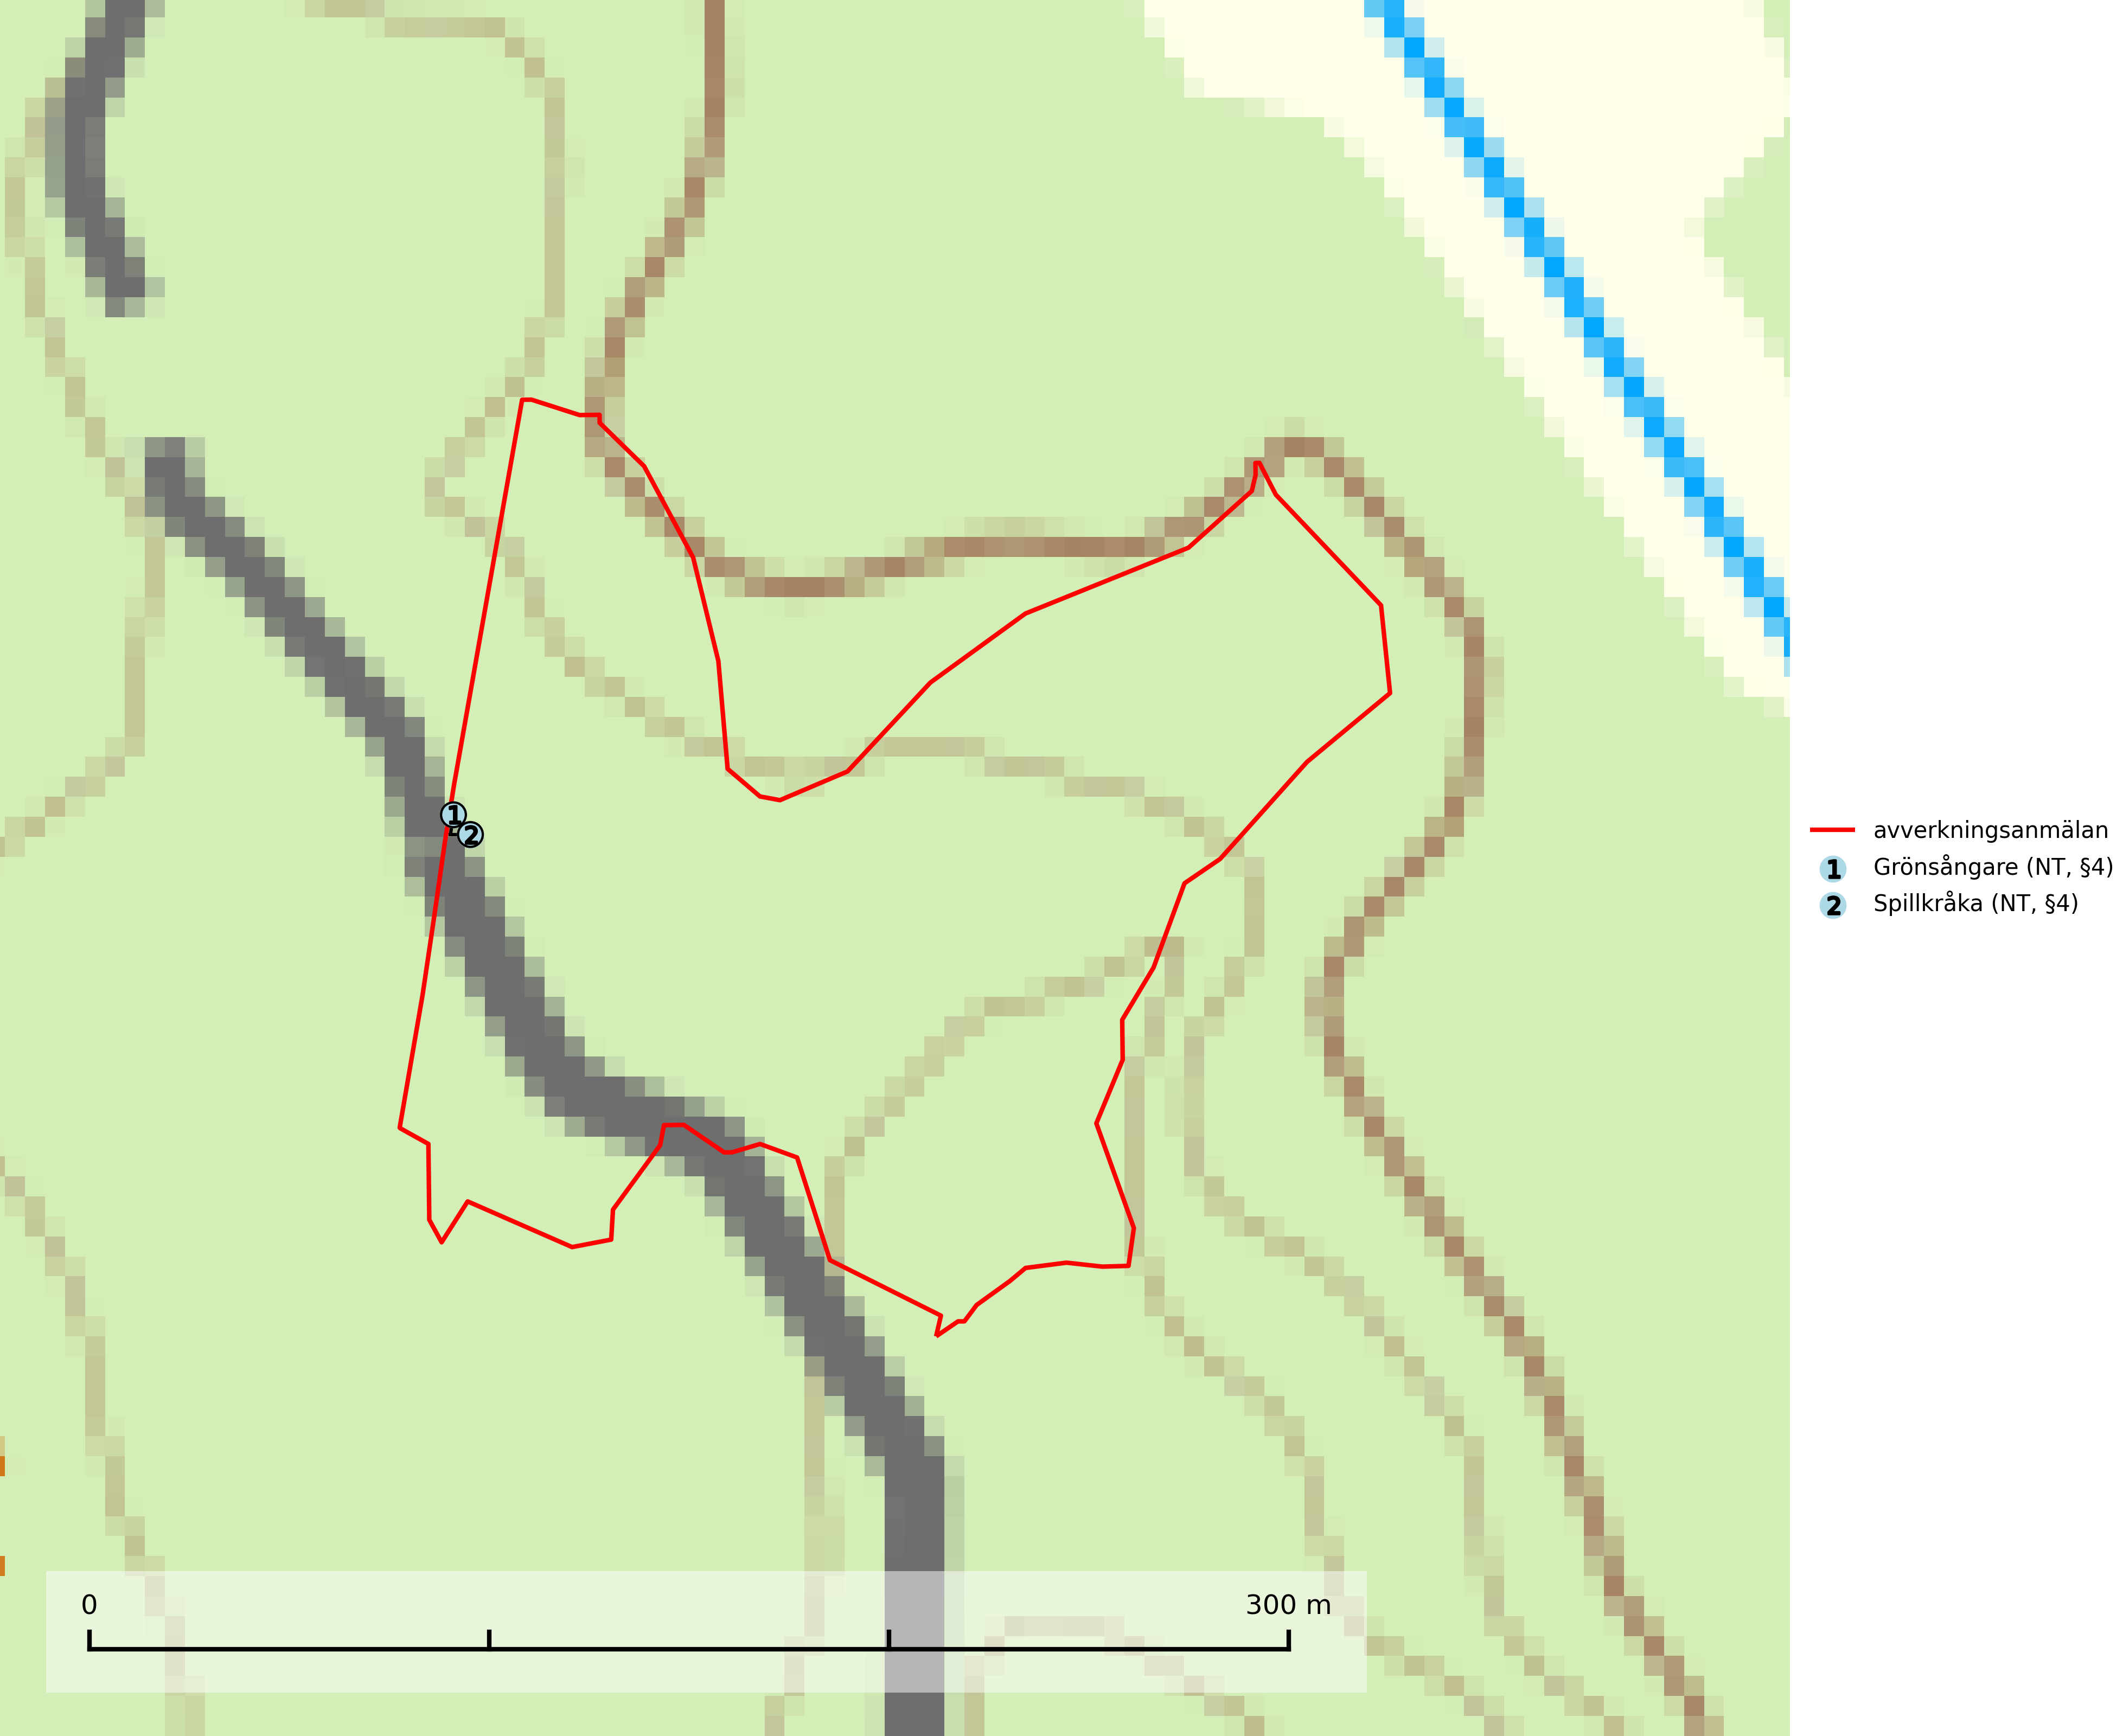 1
2
avverkningsanmälan
1 Grönsångare (NT, §4)
2 Spillkråka (NT, §4)
0 300 m